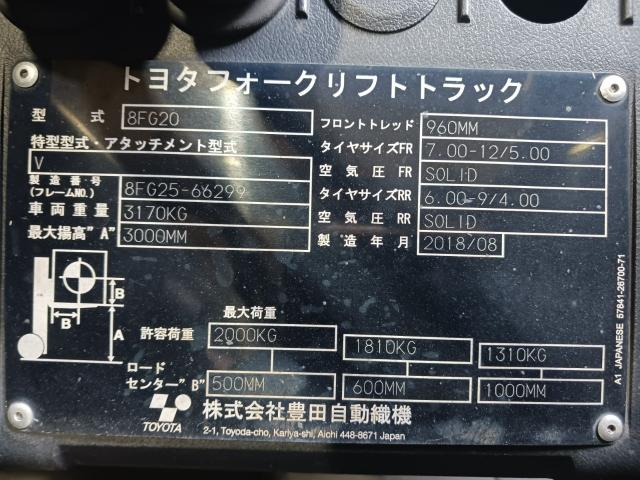 トヨタフォークリフトトラック
型式 8FG20
特型型式・アタッチメント型式
V
製造番号 (フレームNO.) 8FG25-66299
車両重量 3170KG
最大揚高"A" 3000MM
フロントトレッド 960MM
タイヤサイズFR 7.00-12/5.00
空気圧FR SOLID
タイヤサイズRR 6.00-9/4.00
空気圧RR SOLID
製造年月 2018/08
B
B
A
最大荷重
許容荷重 2000KG 1810KG 1310KG
ロード
センター"B" 500MM 600MM 1000MM
TOYOTA
株式会社豊田自動織機
2-1, Toyoda-cho, Kariya-shi, Aichi 448-8671 Japan
A1 JAPANESE 57841-26700-71